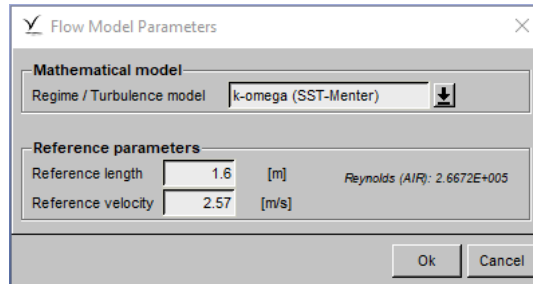 Flow Model Parameters
Mathematical model
Regime / Turbulence model k-omega (SST-Menter)
Reference parameters
Reference length 1.6 [m] Reynolds (AIR): 2.6672E+005
Reference velocity 2.57 [m/s]
Ok Cancel